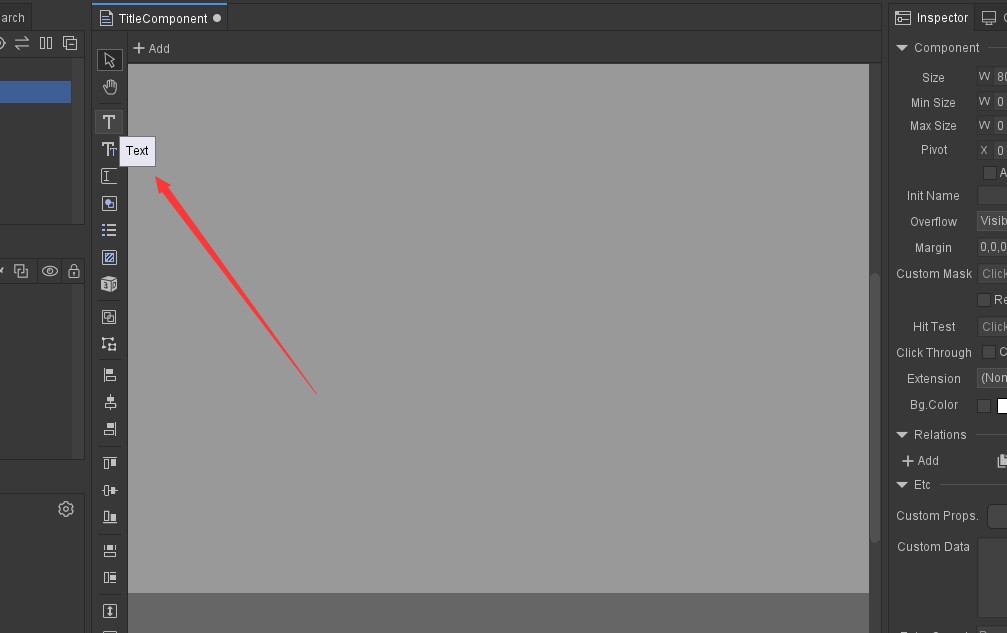 arch
TitleComponent
Add
Text
Inspector
Component
Size W 80
Min Size W 0
Max Size W 0
Pivot X 0
A
Init Name
Overflow Visib
Margin 0,0,0
Custom Mask Click
Re
Hit Test Click
Click Through C
Extension (Non
Bg.Color
Relations
Add
Etc
Custom Props.
Custom Data